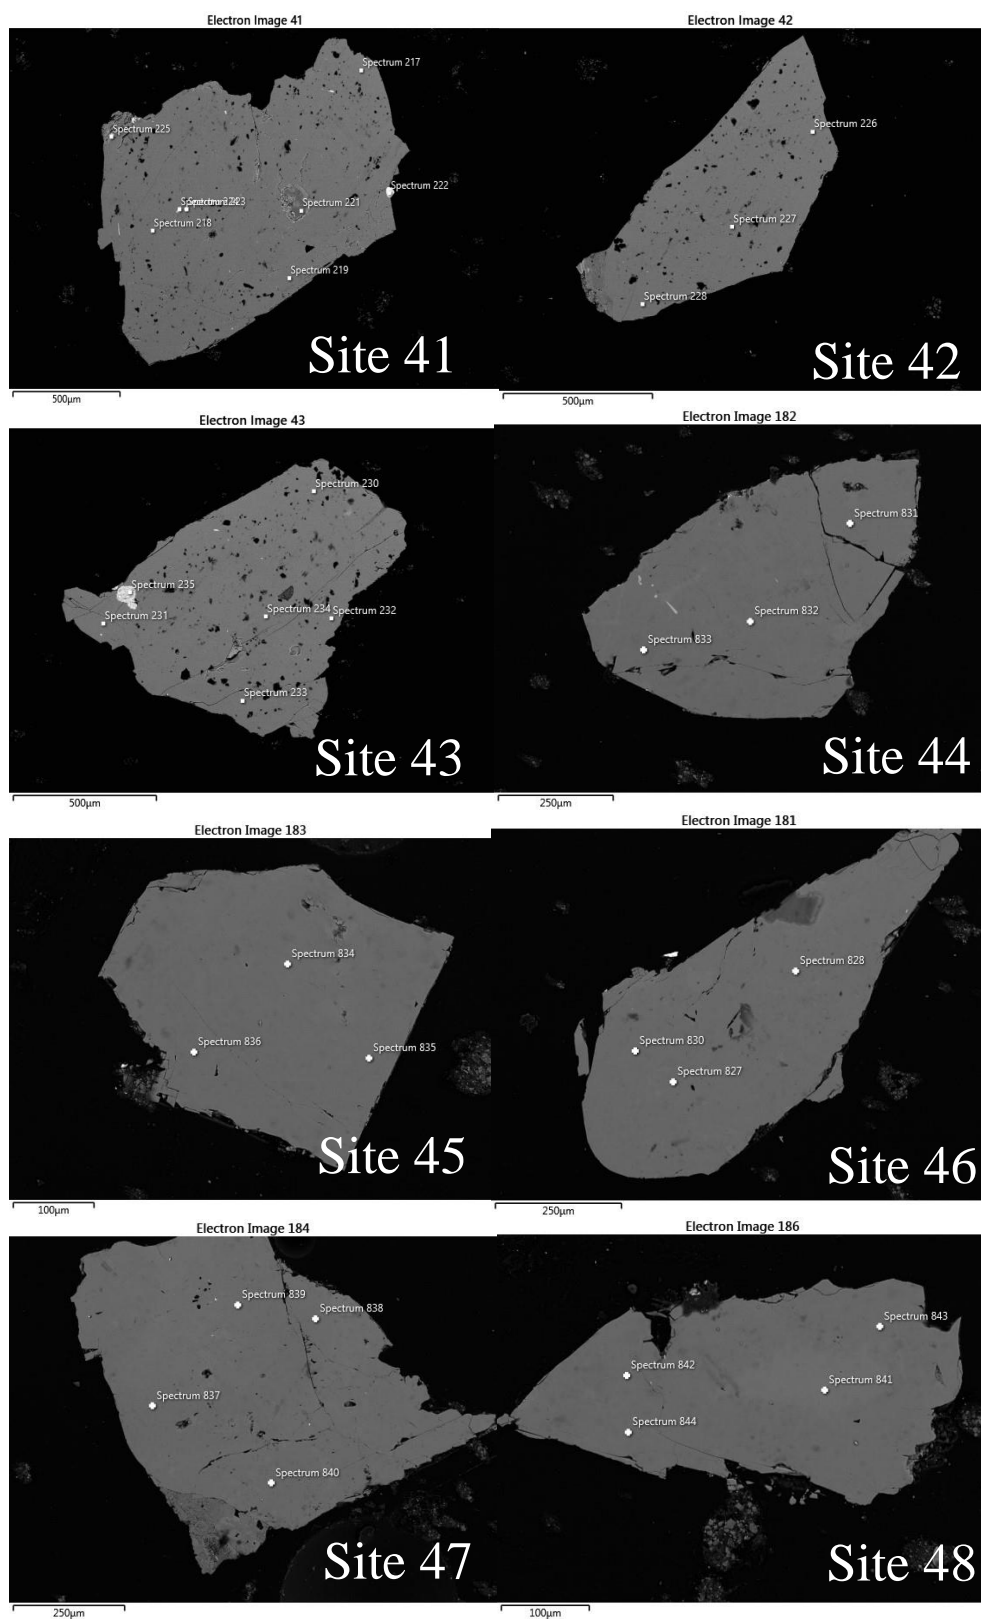 Electron Image 41
Spectrum 217
Spectrum 225
Spectrum 222
Spectrum 221
Spectrum 218
Spectrum 219
Site 41
500µm
Electron Image 42
Spectrum 226
Spectrum 227
Spectrum 228
Site 42
500µm
Electron Image 43
Spectrum 230
Spectrum 235
Spectrum 234
Spectrum 232
Spectrum 231
Spectrum 233
Site 43
500µm
Electron Image 182
Spectrum 831
Spectrum 832
Spectrum 833
Site 44
250µm
Electron Image 183
Spectrum 834
Spectrum 836
Spectrum 835
Site 45
100µm
Electron Image 181
Spectrum 828
Spectrum 830
Spectrum 827
Site 46
250µm
Electron Image 184
Spectrum 839
Spectrum 838
Spectrum 837
Spectrum 840
Site 47
250µm
Electron Image 186
Spectrum 843
Spectrum 842
Spectrum 841
Spectrum 844
Site 48
100µm